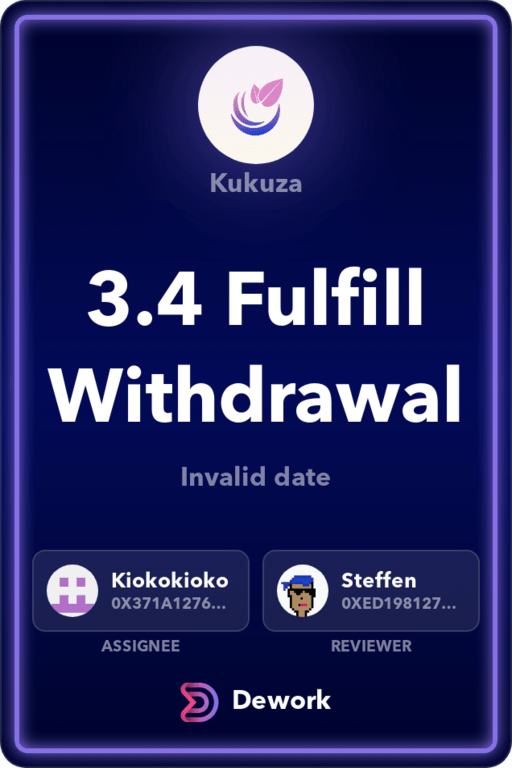 Kukuza
3.4 Fulfill
Withdrawal
Invalid date
Kiokokioko
0X371A1276...
Steffen
0XED198127...
ASSIGNEE
REVIEWER
Dework